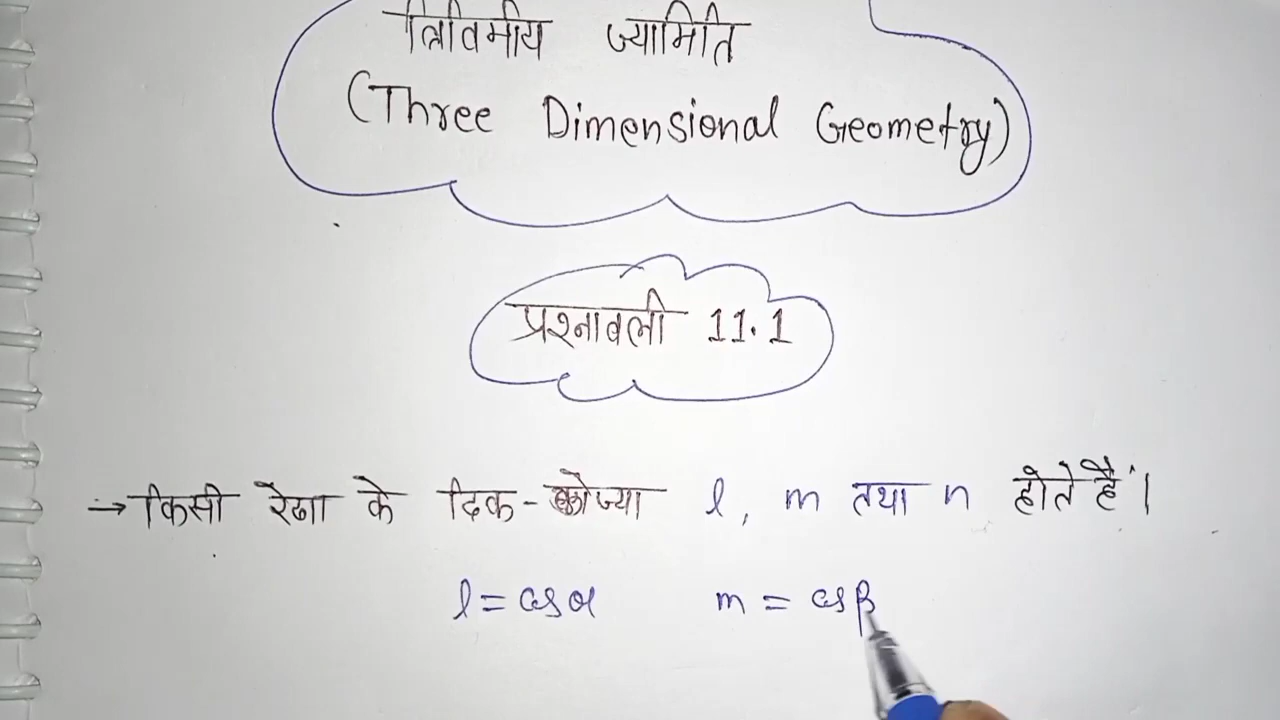 त्रिविमीय ज्यामिति
(Three Dimensional Geometry)
प्रश्नावली 11.1
→ किसी रेखा के दिक-कोज्या l, m तथा n होते हैं।
l = cos α m = cos β